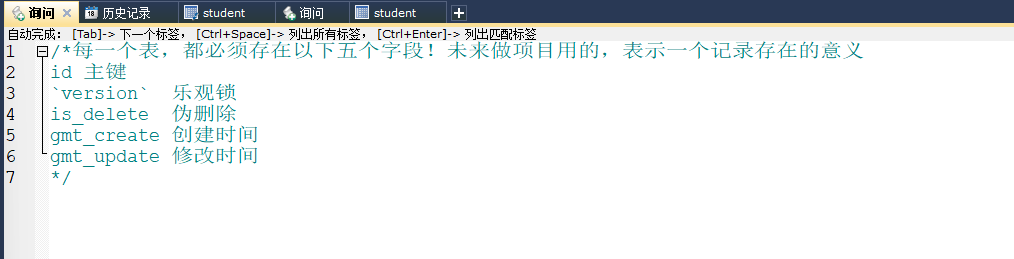 询问 历史记录 student 询问 student
自动完成： [Tab]-> 下一个标签， [Ctrl+Space]-> 列出所有标签， [Ctrl+Enter]-> 列出匹配标签
1 /*每一个表，都必须存在以下五个字段！未来做项目用的，表示一个记录存在的意义
2 id 主键
3 `version` 乐观锁
4 is_delete 伪删除
5 gmt_create 创建时间
6 gmt_update 修改时间
7 */